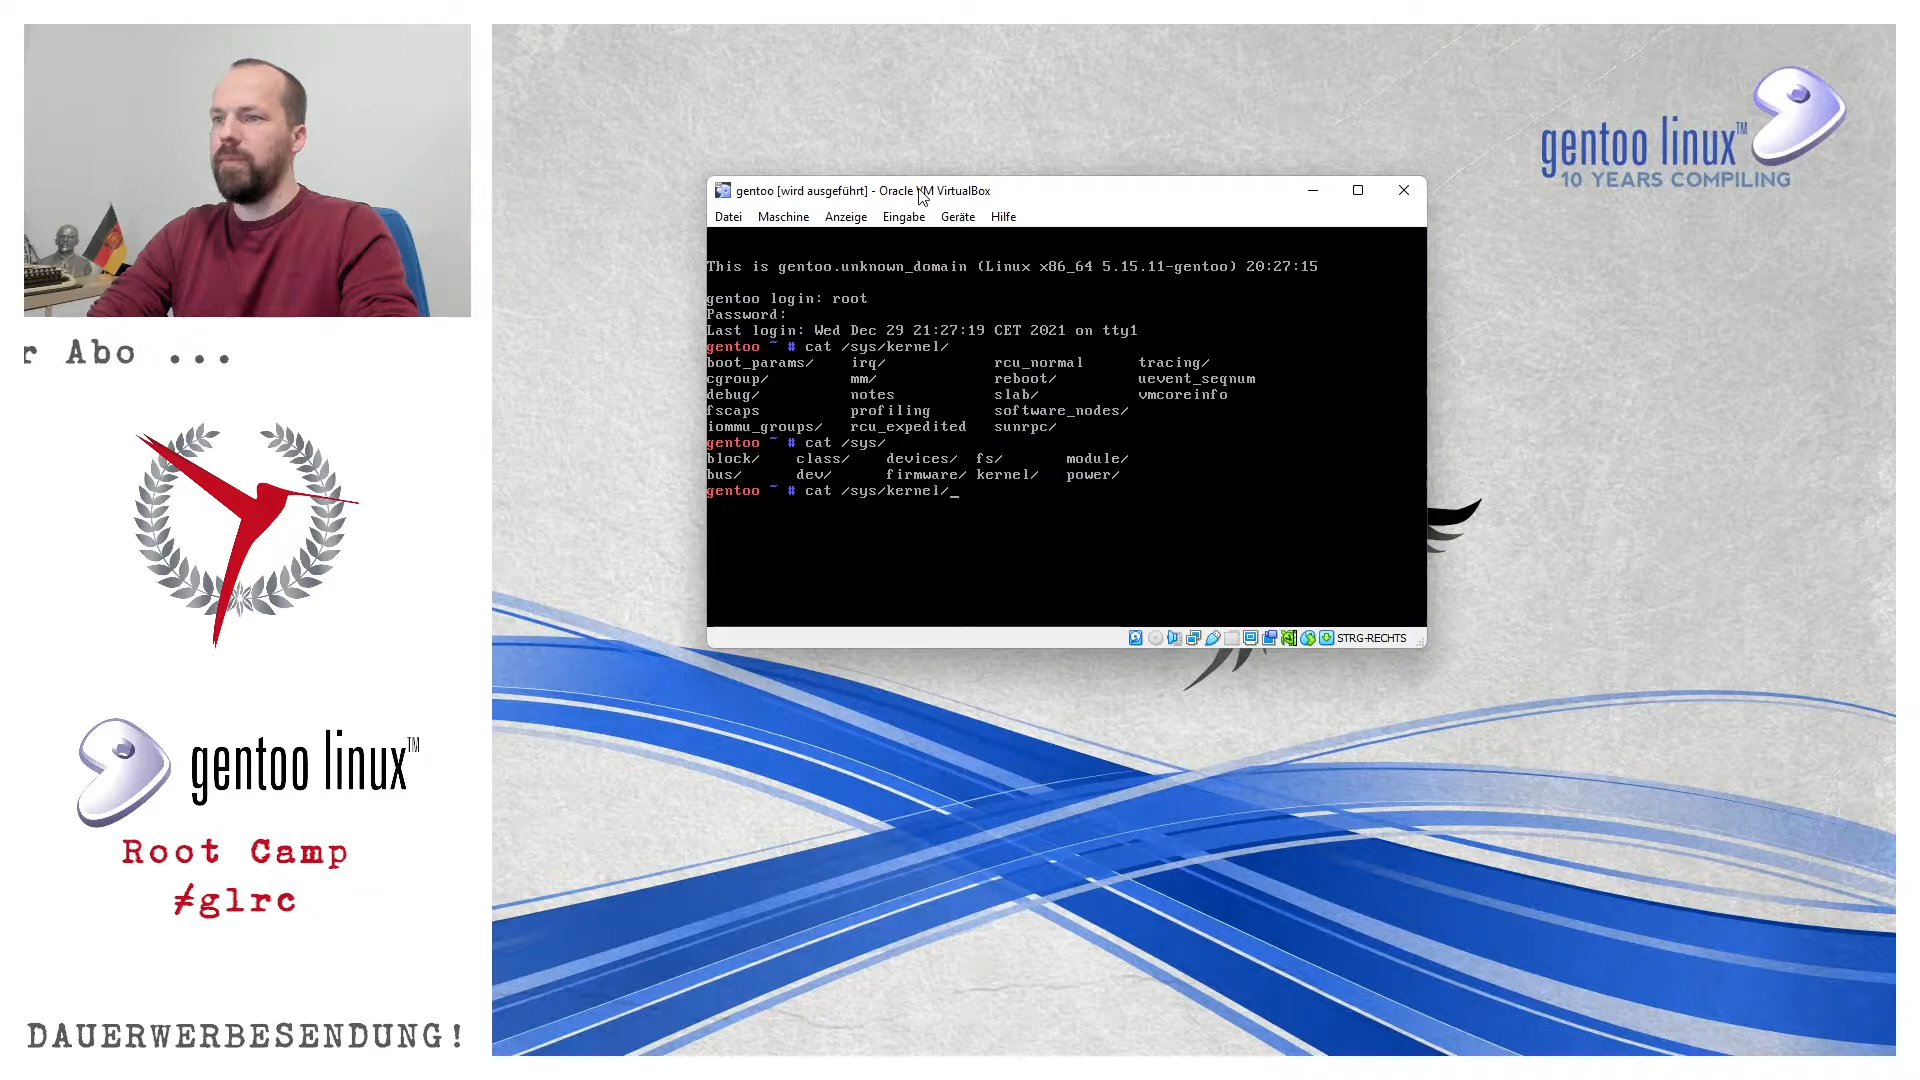 r Abo ...
gentoo linux™
Root Camp
≠glrc
DAUERWERBESENDUNG!
gentoo linux™
10 YEARS COMPILING
gentoo [wird ausgeführt] - Oracle VM VirtualBox
Datei Maschine Anzeige Eingabe Geräte Hilfe
This is gentoo.unknown_domain (Linux x86_64 5.15.11-gentoo) 20:27:15
gentoo login: root
Password:
Last login: Wed Dec 29 21:27:19 CET 2021 on tty1
gentoo ~ # cat /sys/kernel/
boot_params/ irq/ rcu_normal tracing/
cgroup/ mm/ reboot/ uevent_seqnum
debug/ notes slab/ vmcoreinfo
fscaps profiling software_nodes/
iommu_groups/ rcu_expedited sunrpc/
gentoo ~ # cat /sys/
block/ class/ devices/ fs/ module/
bus/ dev/ firmware/ kernel/ power/
gentoo ~ # cat /sys/kernel/_
STRG-RECHTS